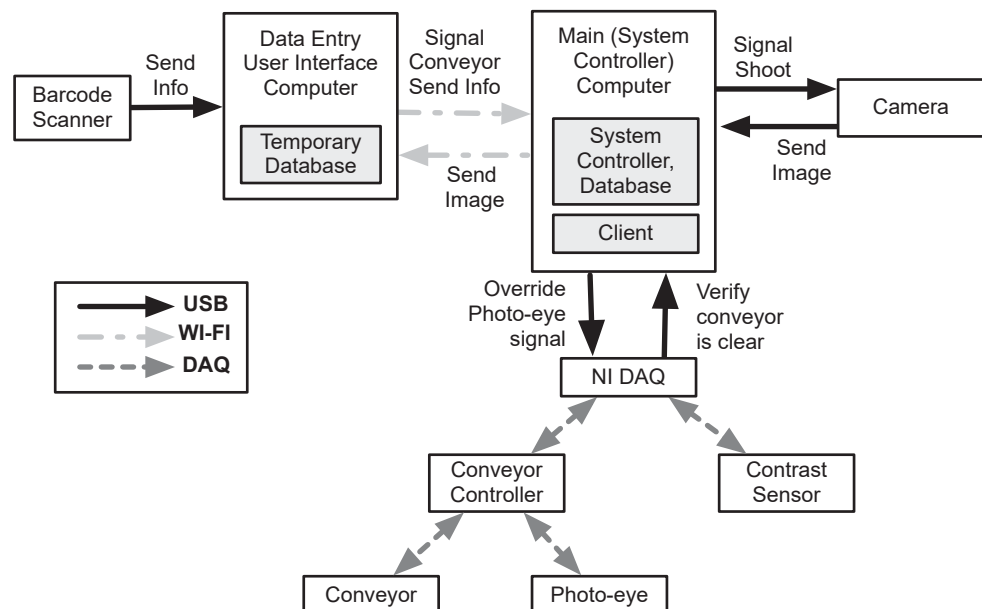 Barcode
Scanner
Send
Info
Data Entry
User Interface
Computer
Temporary
Database
Signal
Conveyor
Send Info
Send
Image
Main (System
Controller)
Computer
System
Controller,
Database
Client
Signal
Shoot
Camera
Send
Image
USB
WI-FI
DAQ
Override
Photo-eye
signal
Verify
conveyor
is clear
NI DAQ
Conveyor
Controller
Contrast
Sensor
Conveyor
Photo-eye